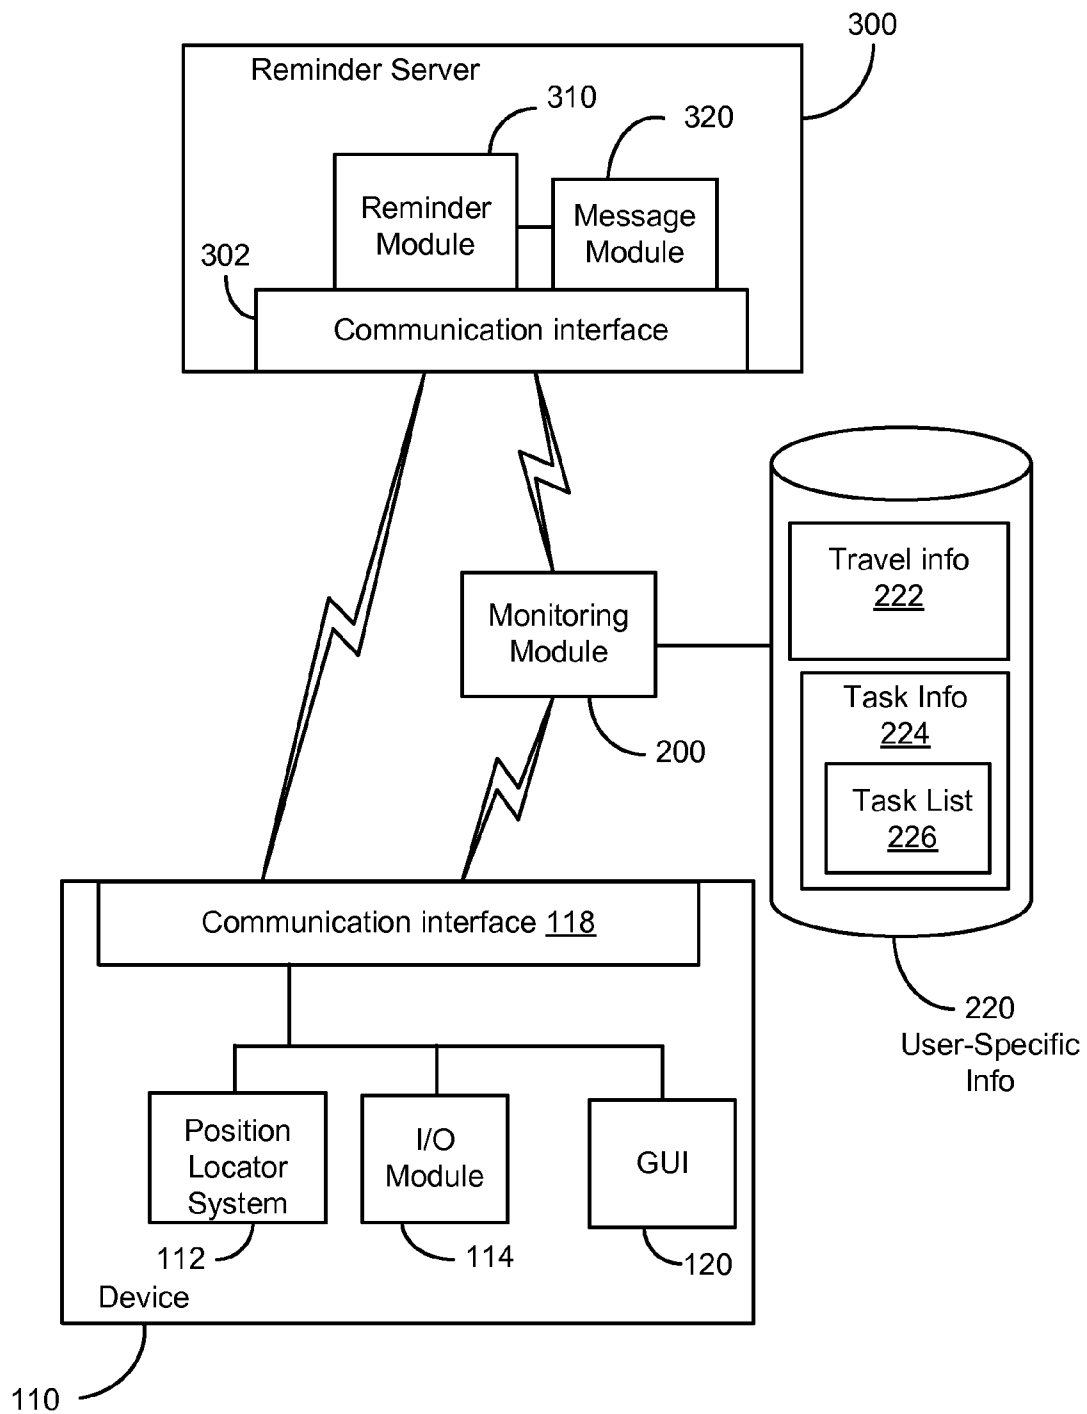 300
Reminder Server
310
320
Reminder
Module
Message
Module
302
Communication interface
Travel info
222
Monitoring
Module
Task Info
224
200
Task List
226
Communication interface 118
220
User-Specific
Info
Position
Locator
System
I/O
Module
GUI
112
114
120
Device
110